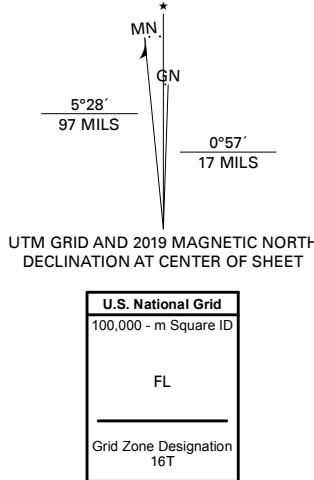 ★
MN
GN
5°28´
97 MILS
0°57´
17 MILS
UTM GRID AND 2019 MAGNETIC NORTH
DECLINATION AT CENTER OF SHEET
U.S. National Grid
100,000 - m Square ID
FL
Grid Zone Designation
16T